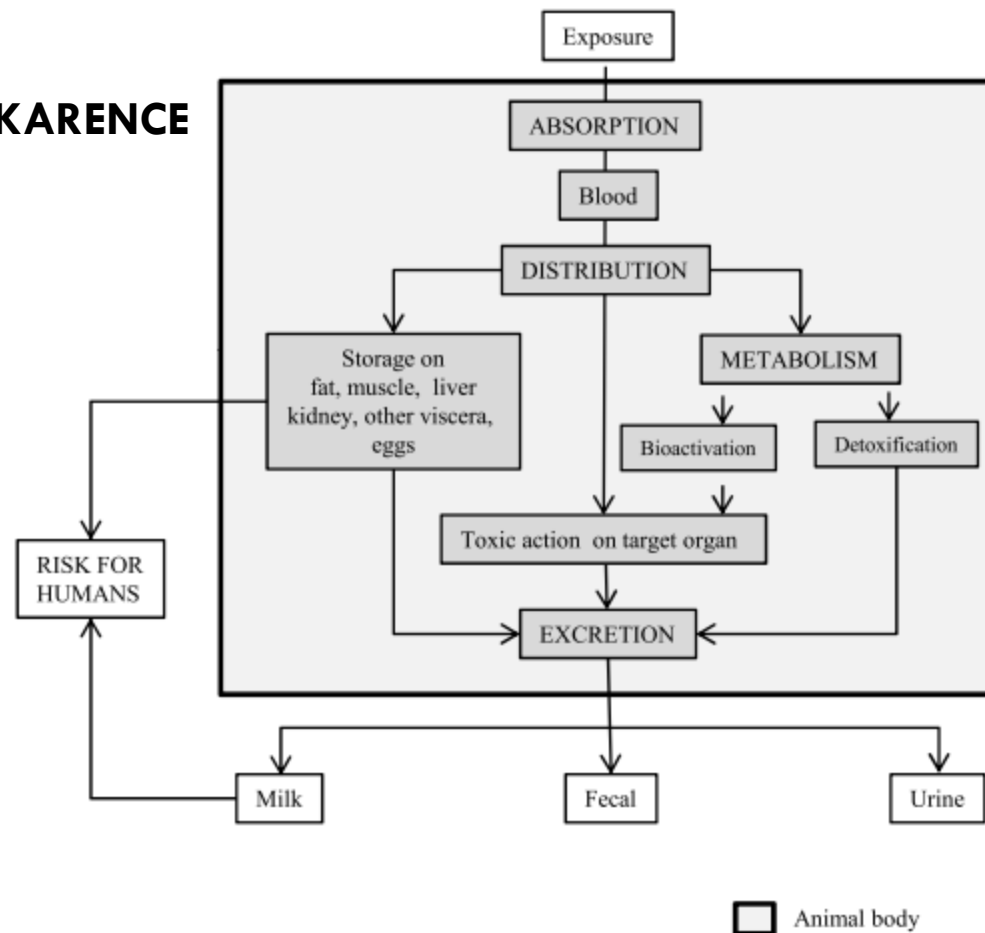 Exposure
KARENCE
ABSORPTION
Blood
DISTRIBUTION
Storage on
fat, muscle, liver
kidney, other viscera,
eggs
METABOLISM
Bioactivation
Detoxification
Toxic action on target organ
RISK FOR
HUMANS
EXCRETION
Milk
Fecal
Urine
Animal body